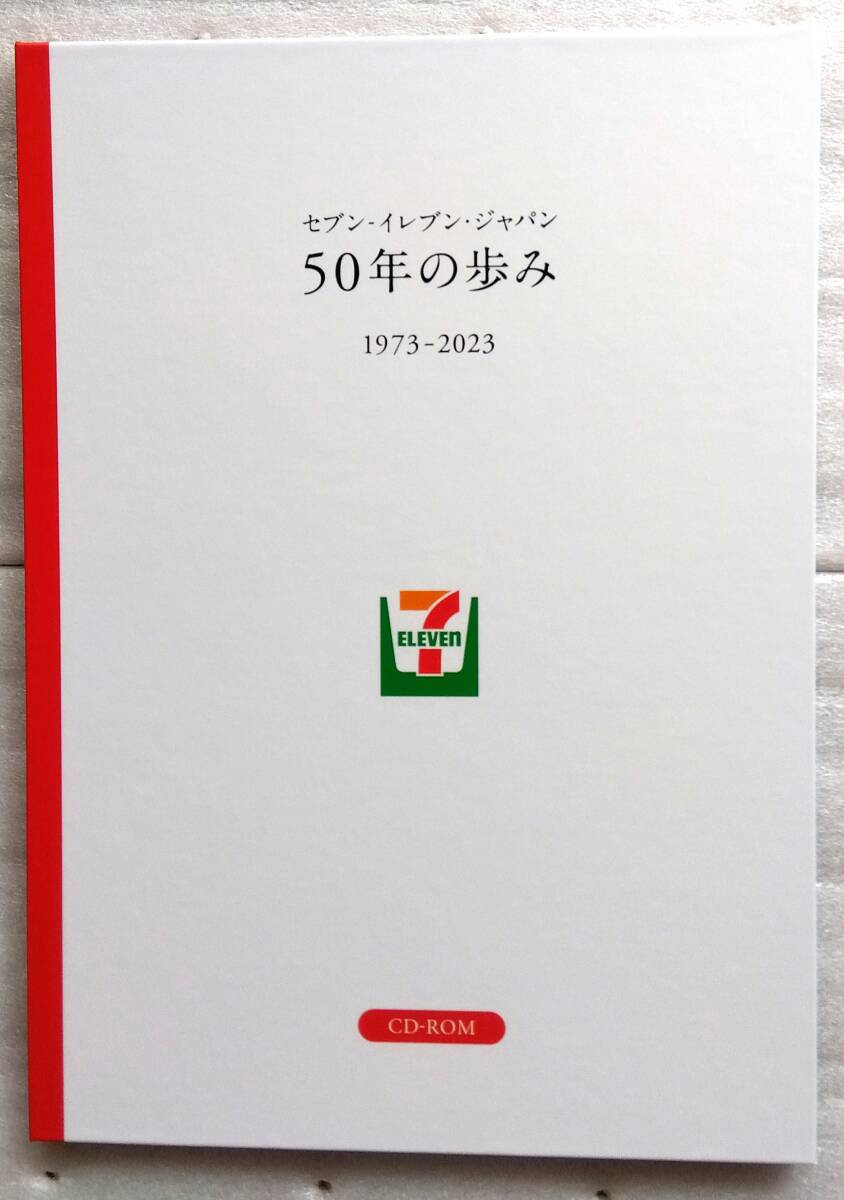 セブン-イレブン・ジャパン
50年の歩み
1973-2023
7
ELEVEn
CD-ROM